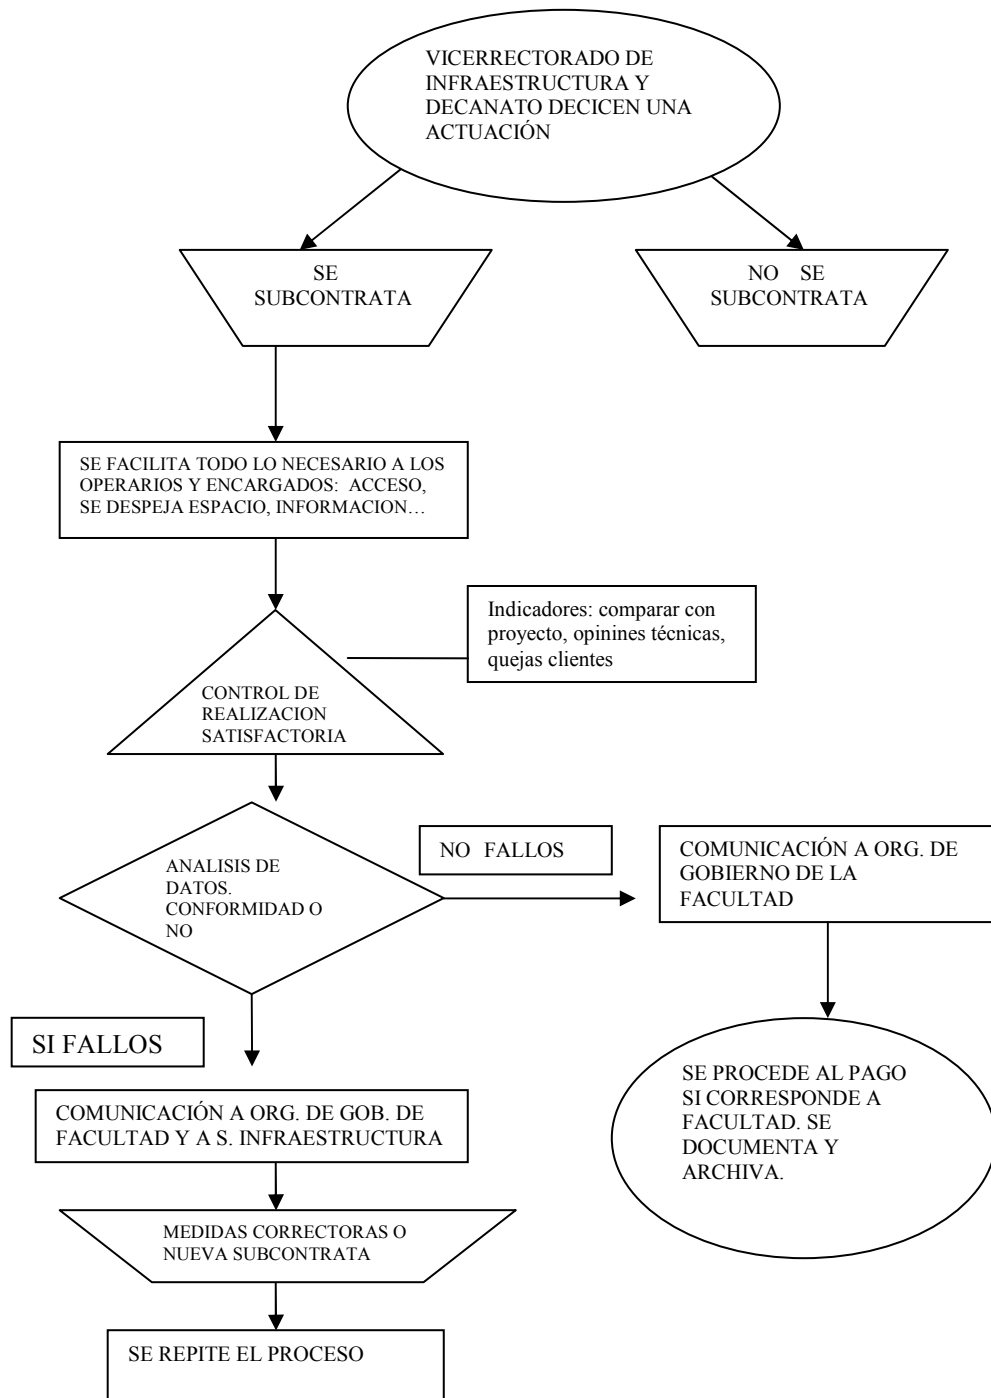 VICERRECTORADO DE
INFRAESTRUCTURA Y
DECANATO DECICEN UNA
ACTUACIÓN
SE
SUBCONTRATA
NO SE
SUBCONTRATA
SE FACILITA TODO LO NECESARIO A LOS
OPERARIOS Y ENCARGADOS: ACCESO,
SE DESPEJA ESPACIO, INFORMACION…
Indicadores: comparar con
proyecto, opinines técnicas,
quejas clientes
CONTROL DE
REALIZACION
SATISFACTORIA
ANALISIS DE
DATOS.
CONFORMIDAD O
NO
NO FALLOS
COMUNICACIÓN A ORG. DE
GOBIERNO DE LA
FACULTAD
SI FALLOS
SE PROCEDE AL PAGO
SI CORRESPONDE A
FACULTAD. SE
DOCUMENTA Y
ARCHIVA.
COMUNICACIÓN A ORG. DE GOB. DE
FACULTAD Y A S. INFRAESTRUCTURA
MEDIDAS CORRECTORAS O
NUEVA SUBCONTRATA
SE REPITE EL PROCESO